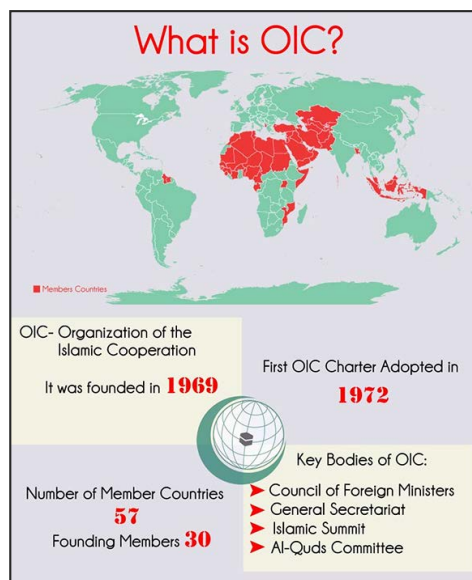 What is OIC?
Members Countries
OIC- Organization of the
Islamic Cooperation
It was founded in 1969
First OIC Charter Adopted in
1972
Number of Member Countries
57
Founding Members 30
Key Bodies of OIC:
Council of Foreign Ministers
General Secretariat
Islamic Summit
Al-Quds Committee